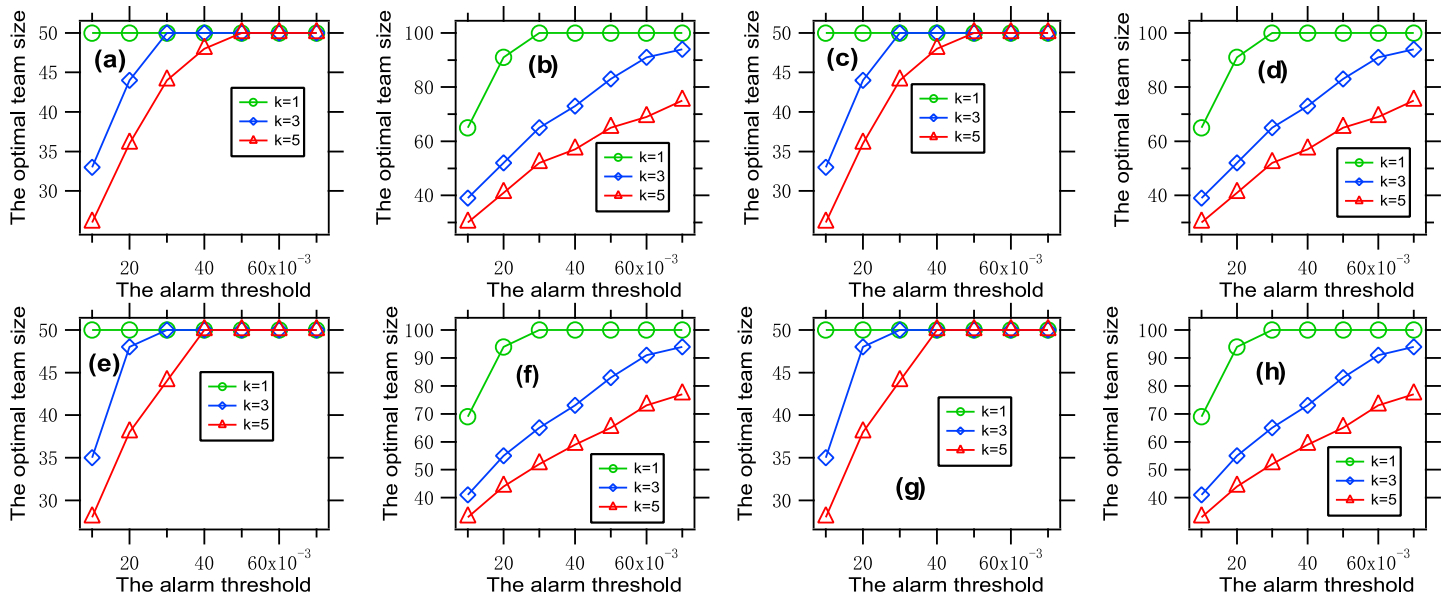 The optimal team size
50
45
40
35
30
(a)
k=1
k=3
k=5
20
40
60x10⁻³
The alarm threshold
The optimal team size
100
80
60
40
(b)
k=1
k=3
k=5
20
40
60x10⁻³
The alarm threshold
The optimal team size
50
45
40
35
30
(c)
k=1
k=3
k=5
20
40
60x10⁻³
The alarm threshold
The optimal team size
100
80
60
40
(d)
k=1
k=3
k=5
20
40
60x10⁻³
The alarm threshold
The optimal team size
50
45
40
35
30
(e)
k=1
k=3
k=5
20
40
60x10⁻³
The alarm threshold
The optimal team size
100
90
80
70
60
50
40
(f)
k=1
k=3
k=5
20
40
60x10⁻³
The alarm threshold
The optimal team size
50
45
40
35
30
(g)
k=1
k=3
k=5
20
40
60x10⁻³
The alarm threshold
The optimal team size
100
90
80
70
60
50
40
(h)
k=1
k=3
k=5
20
40
60x10⁻³
The alarm threshold